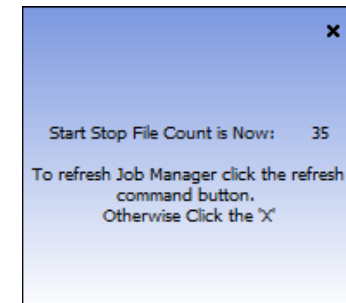 Start Stop File Count is Now: 35
To refresh Job Manager click the refresh
command button.
Otherwise Click the 'X'